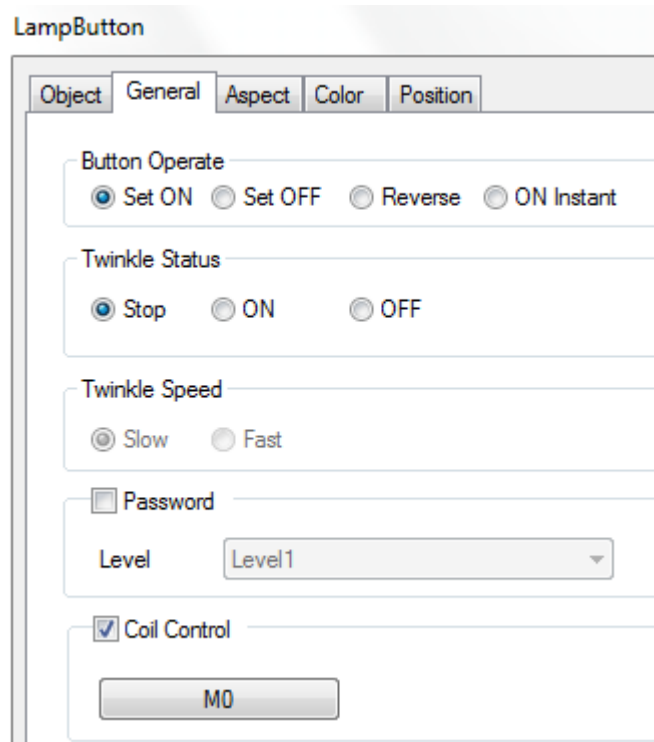 LampButton
Object General Aspect Color Position
Button Operate
Set ON Set OFF Reverse ON Instant
Twinkle Status
Stop ON OFF
Twinkle Speed
Slow Fast
Password
Level Level1
Coil Control
M0